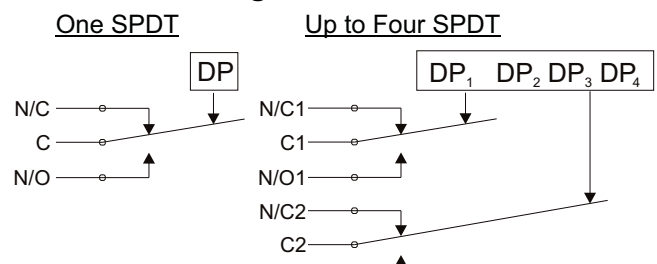 One SPDT
Up to Four SPDT
DP
DP₁ DP₂ DP₃ DP₄
N/C
C
N/O
N/C1
C1
N/O1
N/C2
C2